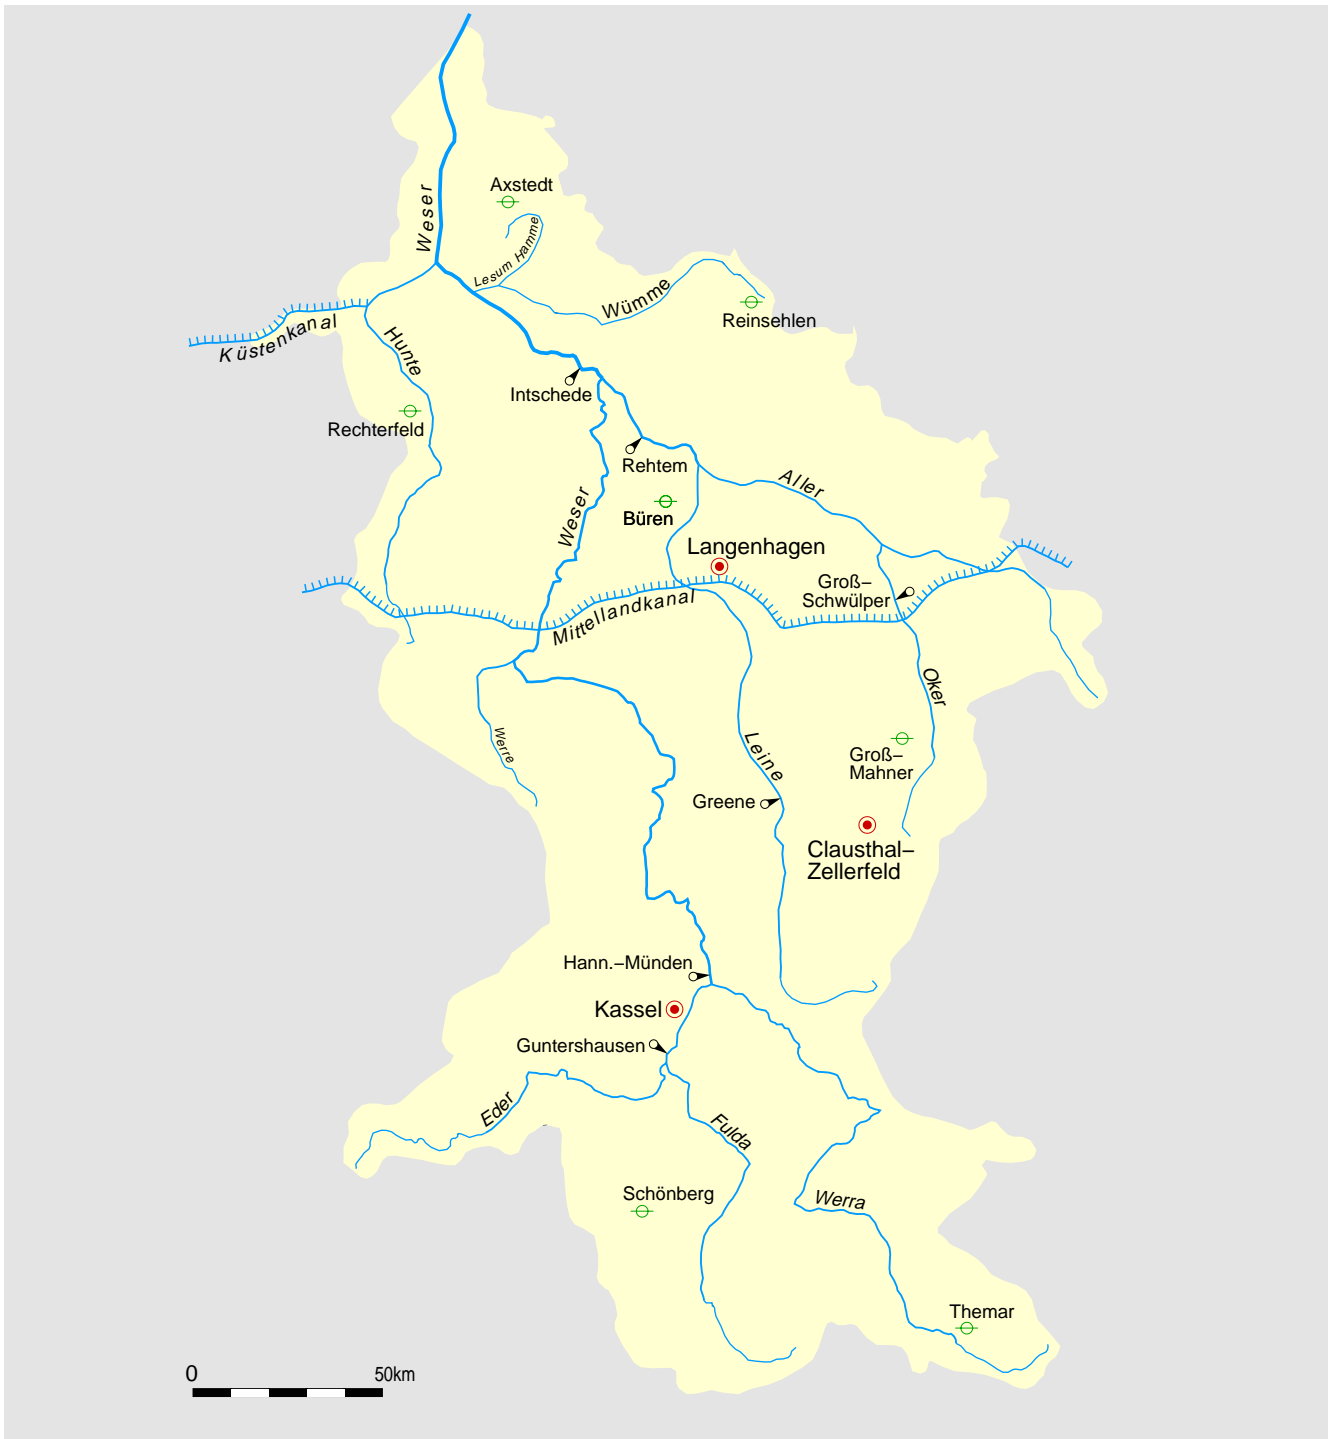 Axstedt
Weser
Lesum Hamme
Wümme
Reinsehlen
Küstenkanal
Hunte
Intschede
Rechterfeld
Rehtem
Aller
Weser
Büren
Langenhagen
Groß–
Schwülper
Mittellandkanal
Oker
Werre
Leine
Groß–
Mahner
Greene
Clausthal–
Zellerfeld
Hann.–Münden
Kassel
Guntershausen
Eder
Fulda
Schönberg
Werra
Themar
0 50km